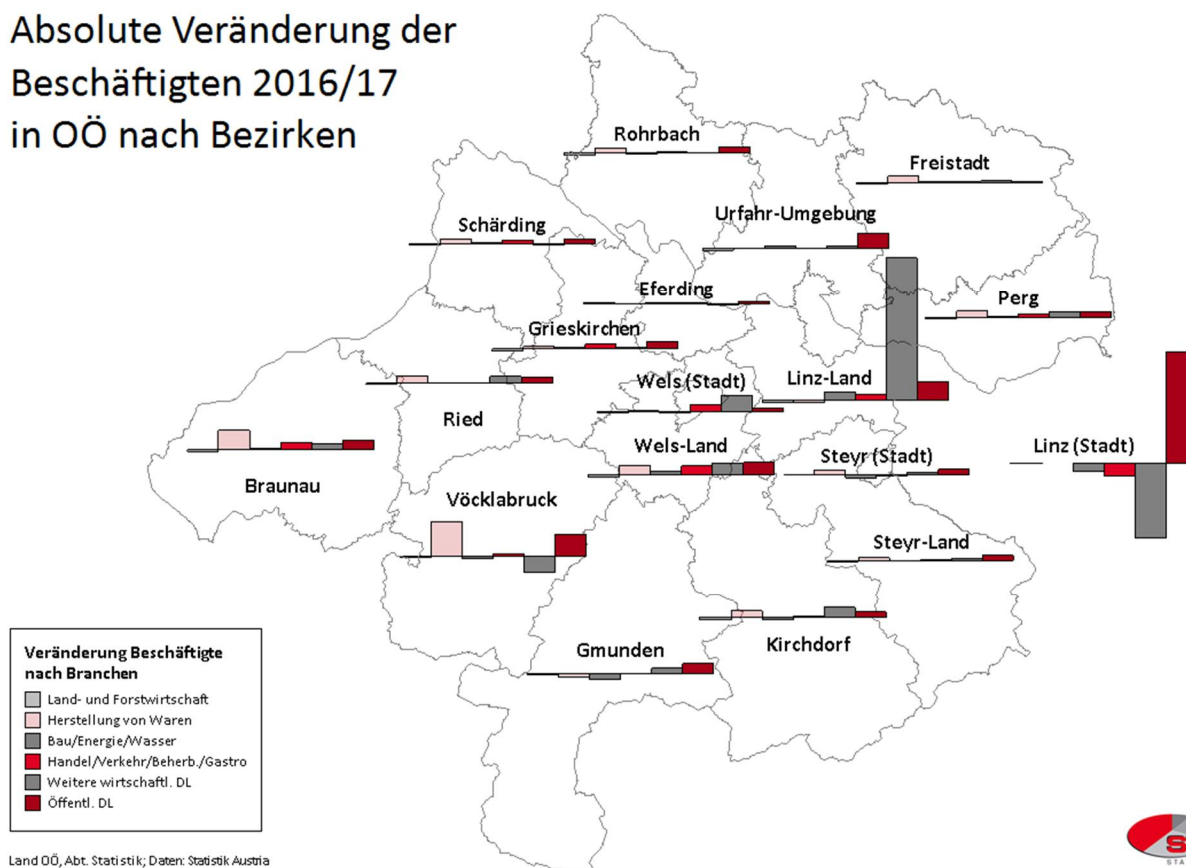 Absolute Veränderung der
Beschäftigten 2016/17
in OÖ nach Bezirken
Rohrbach
Freistadt
Urfahr-Umgebung
Schärding
Eferding
Perg
Grieskirchen
Wels (Stadt)
Linz-Land
Ried
Wels-Land
Steyr (Stadt)
Linz (Stadt)
Braunau
Vöcklabruck
Steyr-Land
Kirchdorf
Gmunden
Veränderung Beschäftigte
nach Branchen
Land- und Forstwirtschaft
Herstellung von Waren
Bau/Energie/Wasser
Handel/Verkehr/Beherb./Gastro
Weitere wirtschaftl. DL
Öffentl. DL
Land OÖ, Abt. Statistik; Daten: Statistik Austria
S
STA